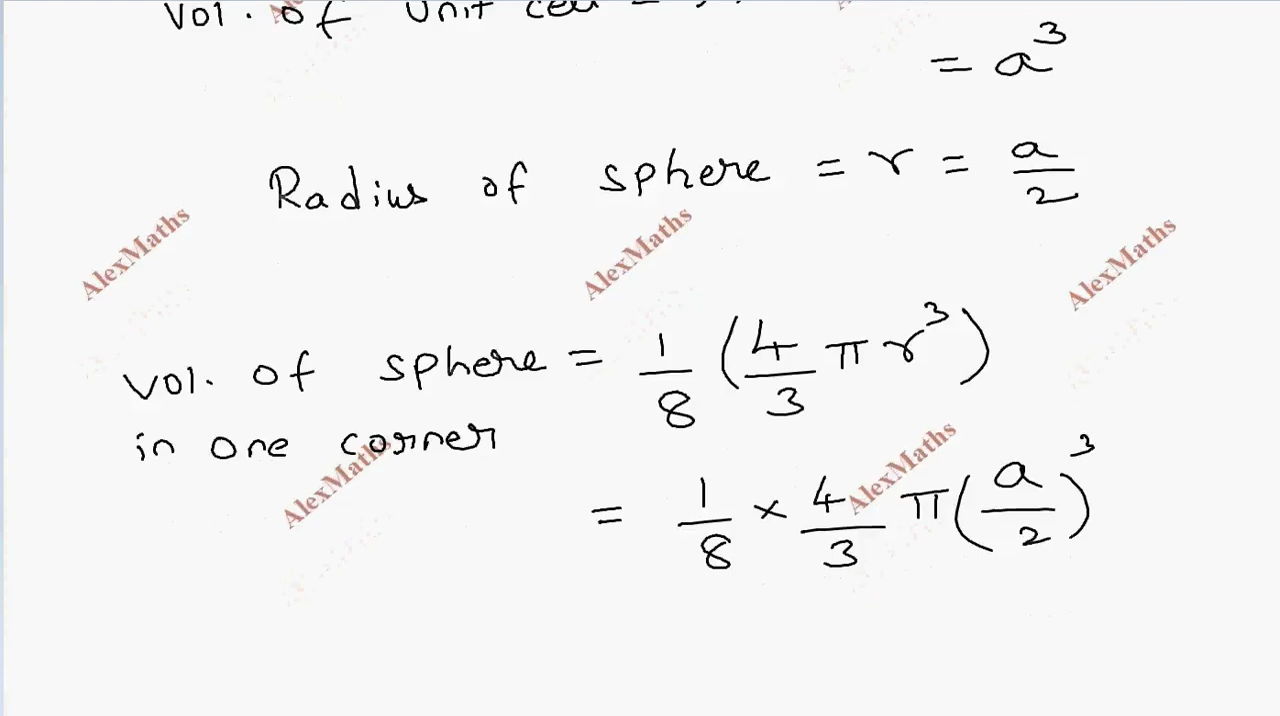 Vol. of Unit cell =
= a³
Radius of sphere = r = a/2
AlexMaths AlexMaths AlexMaths
Vol. of sphere = 1/8 (4/3 π r³)
in one corner
AlexMaths AlexMaths
= 1/8 × 4/3 π (a/2)³